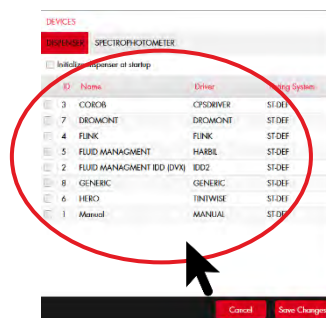 DEVICES
DISPENSER SPECTROPHOTOMETER
Initialize dispenser at startup
ID Name Driver System
3 COROB CPSDRIVER ST-DEF
7 DROMONT DROMONT ST-DEF
4 FLINK FLINK ST-DEF
5 FLUID MANAGMENT HARBIL ST-DEF
2 FLUID MANAGMENT IDD (DVX) IDD2 ST-DEF
8 GENERIC GENERIC ST-DEF
6 HERO TINTWISE ST-DEF
1 Manual MANUAL ST-DEF
Cancel Save Changes